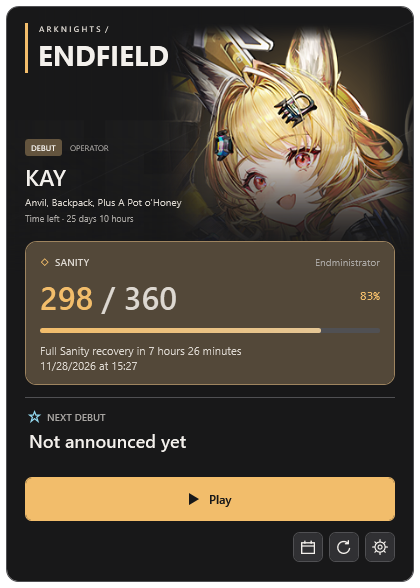 ARKNIGHTS /
ENDFIELD
DEBUT OPERATOR
KAY
Anvil, Backpack, Plus A Pot o'Honey
Time left · 25 days 10 hours
SANITY Endministrator
298 / 360 83%
Full Sanity recovery in 7 hours 26 minutes
11/28/2026 at 15:27
NEXT DEBUT
Not announced yet
Play